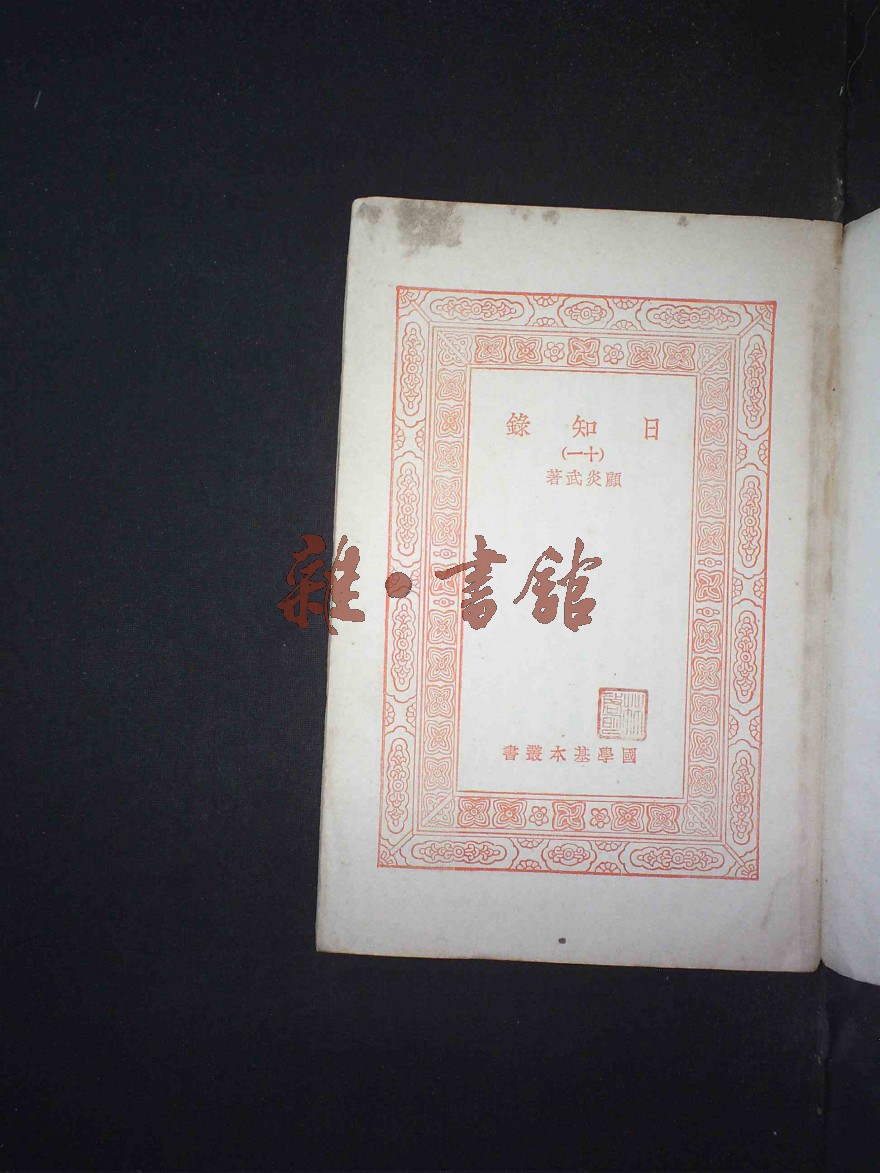 日知錄
(十一)
顧炎武著
雜·書館
國學基本叢書